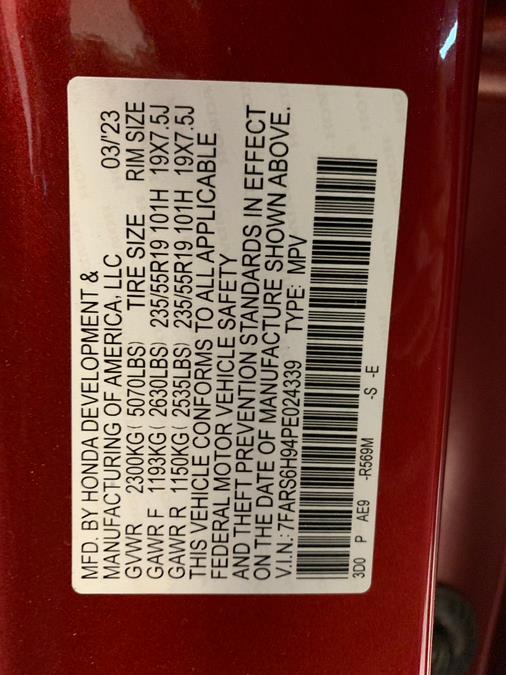 MFD. BY HONDA DEVELOPMENT &
MANUFACTURING OF AMERICA, LLC 03/'23
GVWR 2300KG( 5070LBS) TIRE SIZE RIM SIZE
GAWR F 1193KG( 2630LBS) 235/55R19 101H 19X7.5J
GAWR R 1150KG( 2535LBS) 235/55R19 101H 19X7.5J
THIS VEHICLE CONFORMS TO ALL APPLICABLE
FEDERAL MOTOR VEHICLE SAFETY
AND THEFT PREVENTION STANDARDS IN EFFECT
ON THE DATE OF MANUFACTURE SHOWN ABOVE.
V.I.N.: 7FARS6H94PE024339 TYPE: MPV
3D0 P AE9 -R569M -S -E